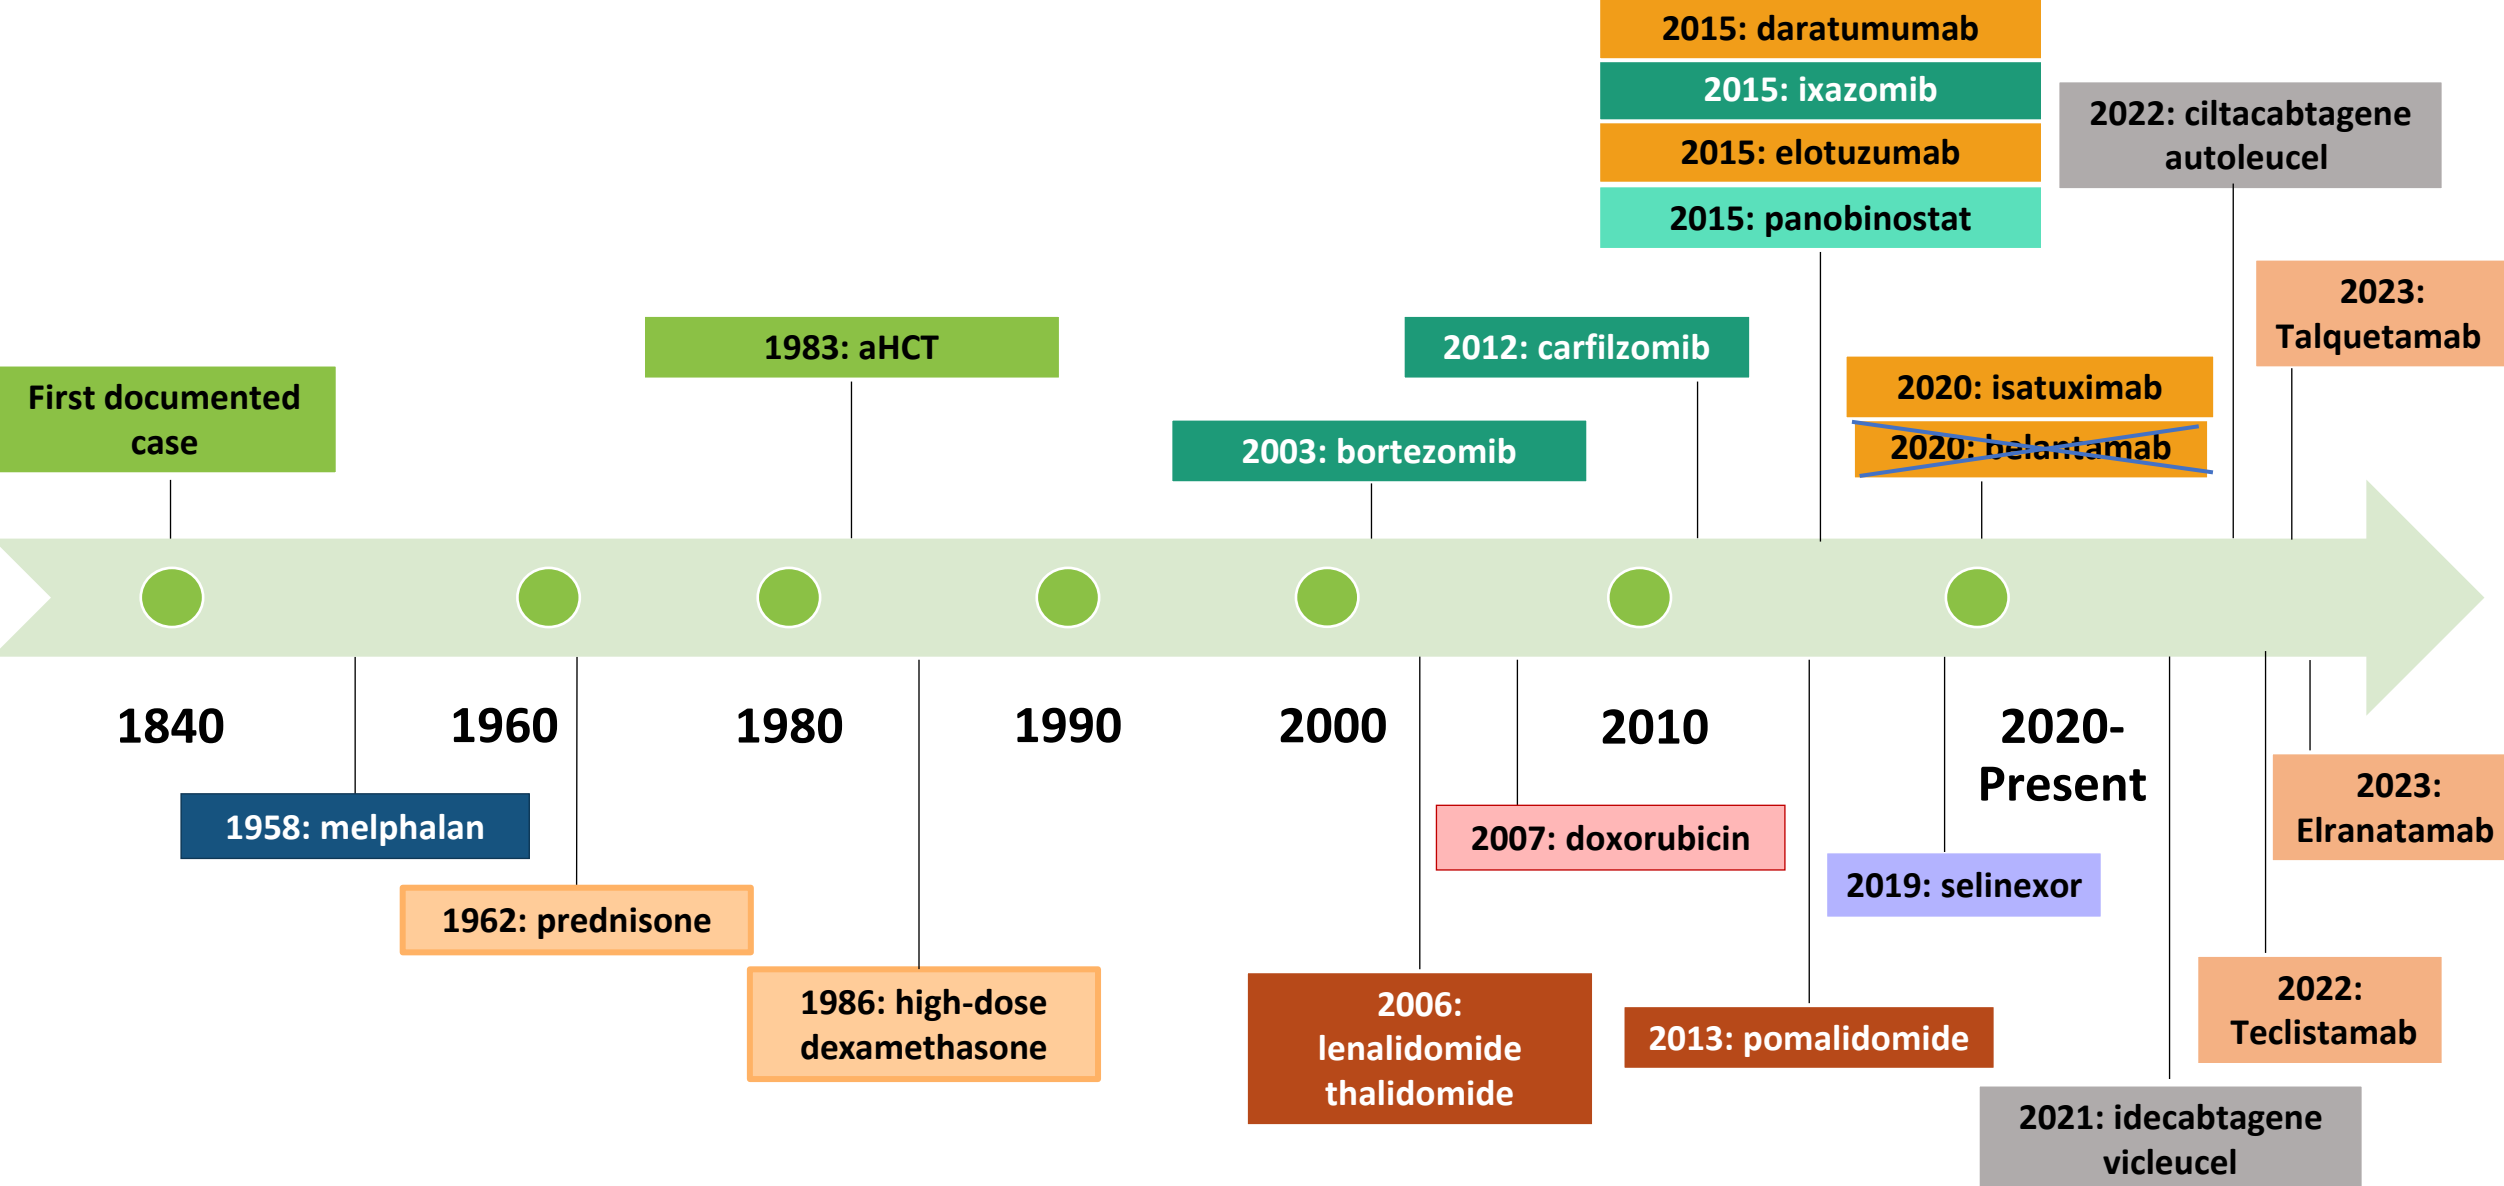 2015: daratumumab
2015: ixazomib
2015: elotuzumab
2015: panobinostat
2022: ciltacabtagene
autoleucel
2023:
Talquetamab
1983: aHCT
2012: carfilzomib
First documented
case
2020: isatuximab
2003: bortezomib
2020: belantamab
1840
1960
1980
1990
2000
2010
2020-
Present
1958: melphalan
2007: doxorubicin
2023:
Elranatamab
1962: prednisone
2019: selinexor
1986: high-dose
dexamethasone
2006:
lenalidomide
thalidomide
2013: pomalidomide
2022:
Teclistamab
2021: idecabtagene
vicleucel